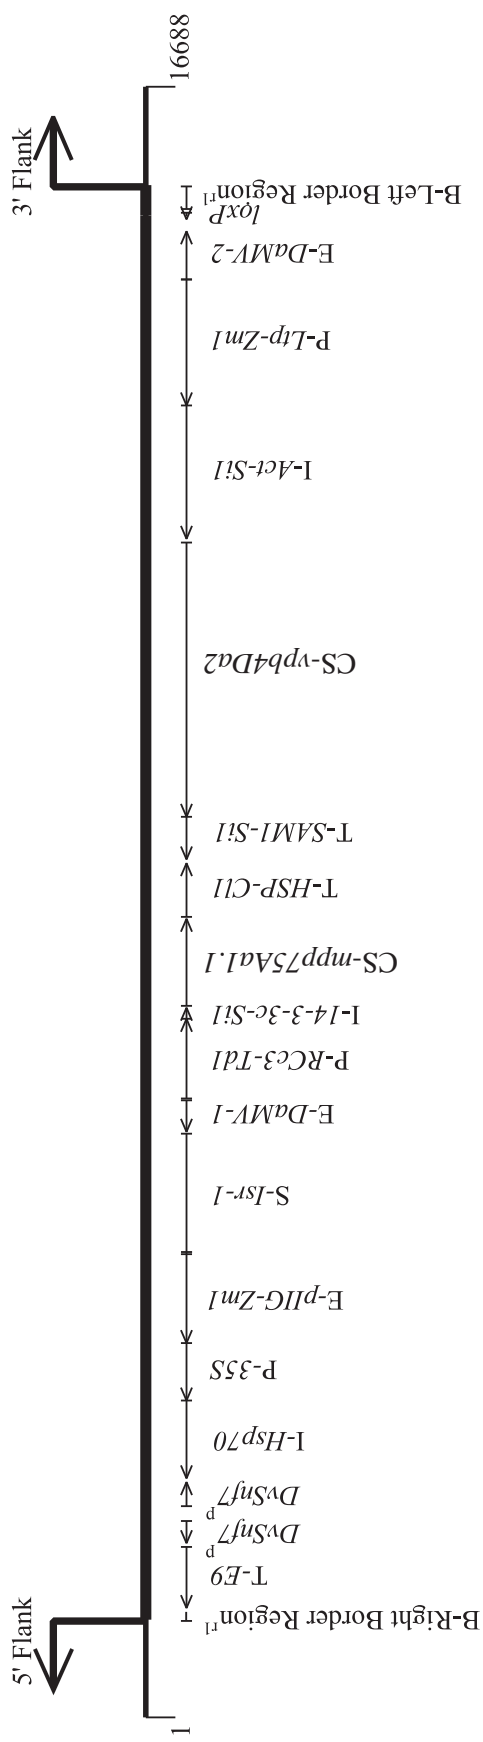 3' Flank
16688
B-Left Border Region r1
loxP
E-DaMV-2
P-Ltp-Zm1
I-Act-Si1
CS-vpb4Da2
T-SAM1-Si1
T-HSP-Cl1
CS-mpp75Aa1.1
I-14-3-3c-Si1
P-RCc3-Td1
E-DaMV-1
S-Isr-1
E-pIIG-Zm1
P-35S
I-Hsp70
DvSnf7 p
DvSnf7 p
T-E9
B-Right Border Region r1
5' Flank
1